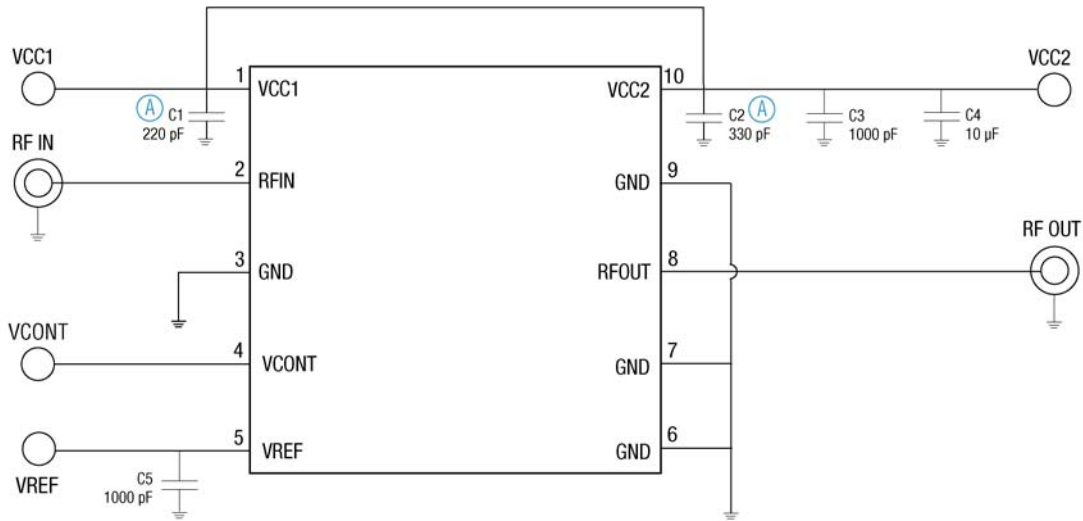 VCC1
1
VCC1
A
C1
220 pF
RF IN
2
RFIN
3
GND
VCONT
4
VCONT
5
VREF
VREF
C5
1000 pF
10
VCC2
VCC2
C2
A
330 pF
C3
1000 pF
C4
10 µF
9
GND
8
RFOUT
RF OUT
7
GND
6
GND